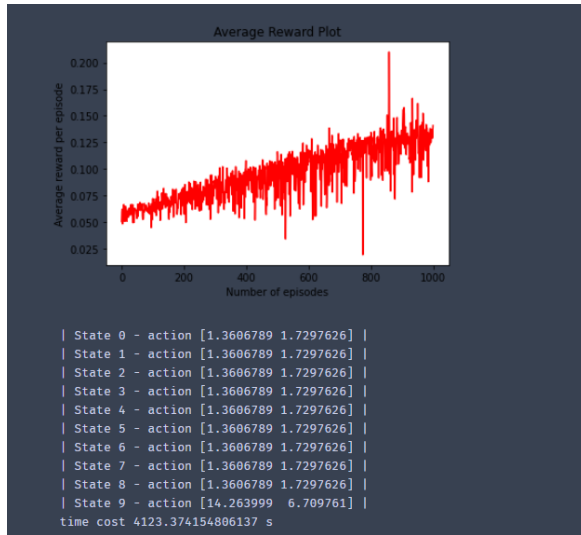 Average Reward Plot
Average reward per episode
0.200
0.175
0.150
0.125
0.100
0.075
0.050
0.025
0 200 400 600 800 1000
Number of episodes
| State 0 - action [1.3606789 1.7297626] |
| State 1 - action [1.3606789 1.7297626] |
| State 2 - action [1.3606789 1.7297626] |
| State 3 - action [1.3606789 1.7297626] |
| State 4 - action [1.3606789 1.7297626] |
| State 5 - action [1.3606789 1.7297626] |
| State 6 - action [1.3606789 1.7297626] |
| State 7 - action [1.3606789 1.7297626] |
| State 8 - action [1.3606789 1.7297626] |
| State 9 - action [14.263999  6.709761] |
time cost 4123.374154806137 s